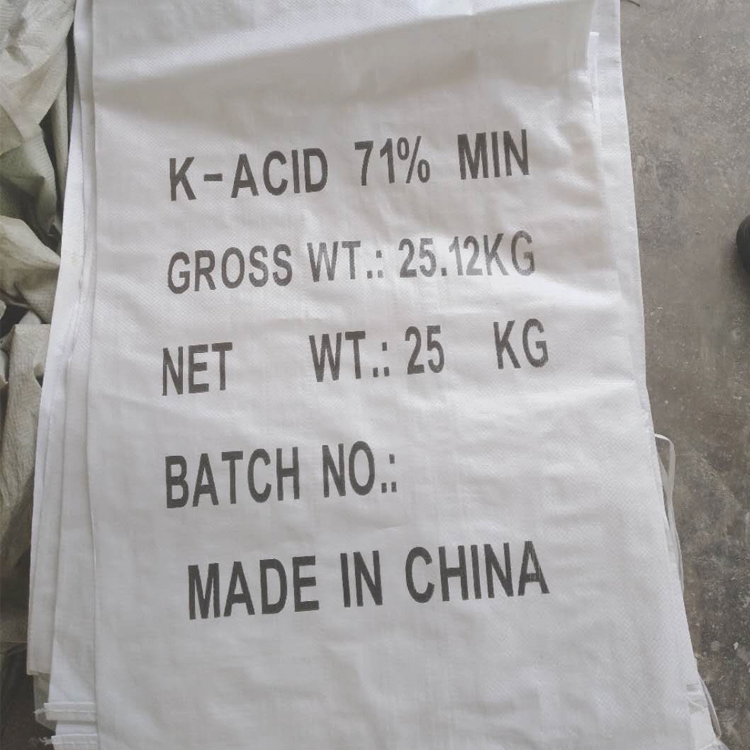 K-ACID 71% MIN
GROSS WT.: 25.12KG
NET WT.: 25 KG
BATCH NO.:
MADE IN CHINA